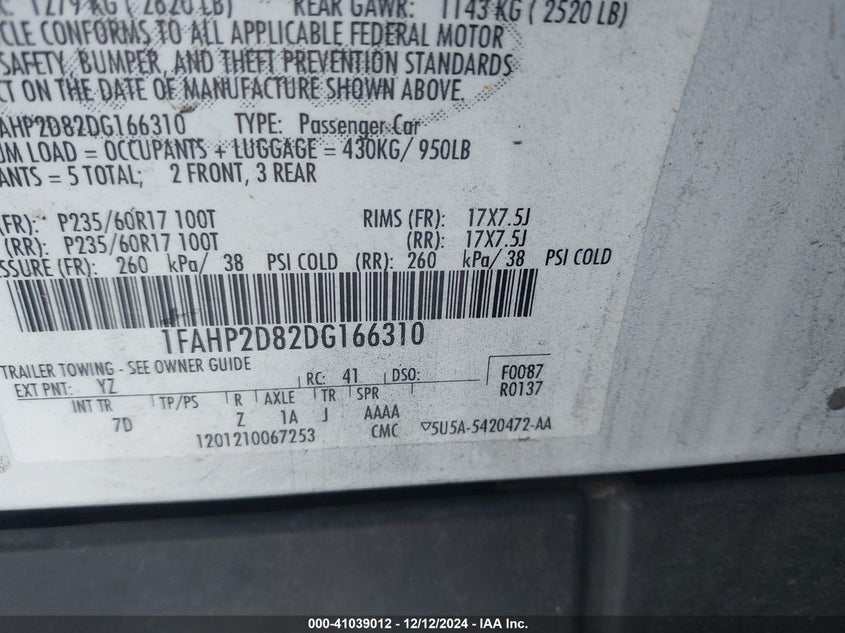 : 1279 KG ( 2820 LB) REAR GAWR: 1143 KG ( 2520 LB)
CLE CONFORMS TO ALL APPLICABLE FEDERAL MOTOR
SAFETY, BUMPER, AND THEFT PREVENTION STANDARDS
CT ON THE DATE OF MANUFACTURE SHOWN ABOVE.
AHP2D82DG166310 TYPE: Passenger Car
UM LOAD = OCCUPANTS + LUGGAGE = 430KG/ 950LB
ANTS = 5 TOTAL; 2 FRONT, 3 REAR
(FR): P235/60R17 100T RIMS (FR): 17X7.5J
(RR): P235/60R17 100T (RR): 17X7.5J
SSURE (FR): 260 kPa/ 38 PSI COLD (RR): 260 kPa/ 38 PSI COLD
1FAHP2D82DG166310
TRAILER TOWING - SEE OWNER GUIDE
EXT PNT: YZ RC: 41 DSO: F0087
R0137
INT TR TP/PS R AXLE TR SPR
7D Z 1A J AAAA
1201210067253 CMC ▽5U5A-5420472-AA
000-41039012 - 12/12/2024 - IAA Inc.